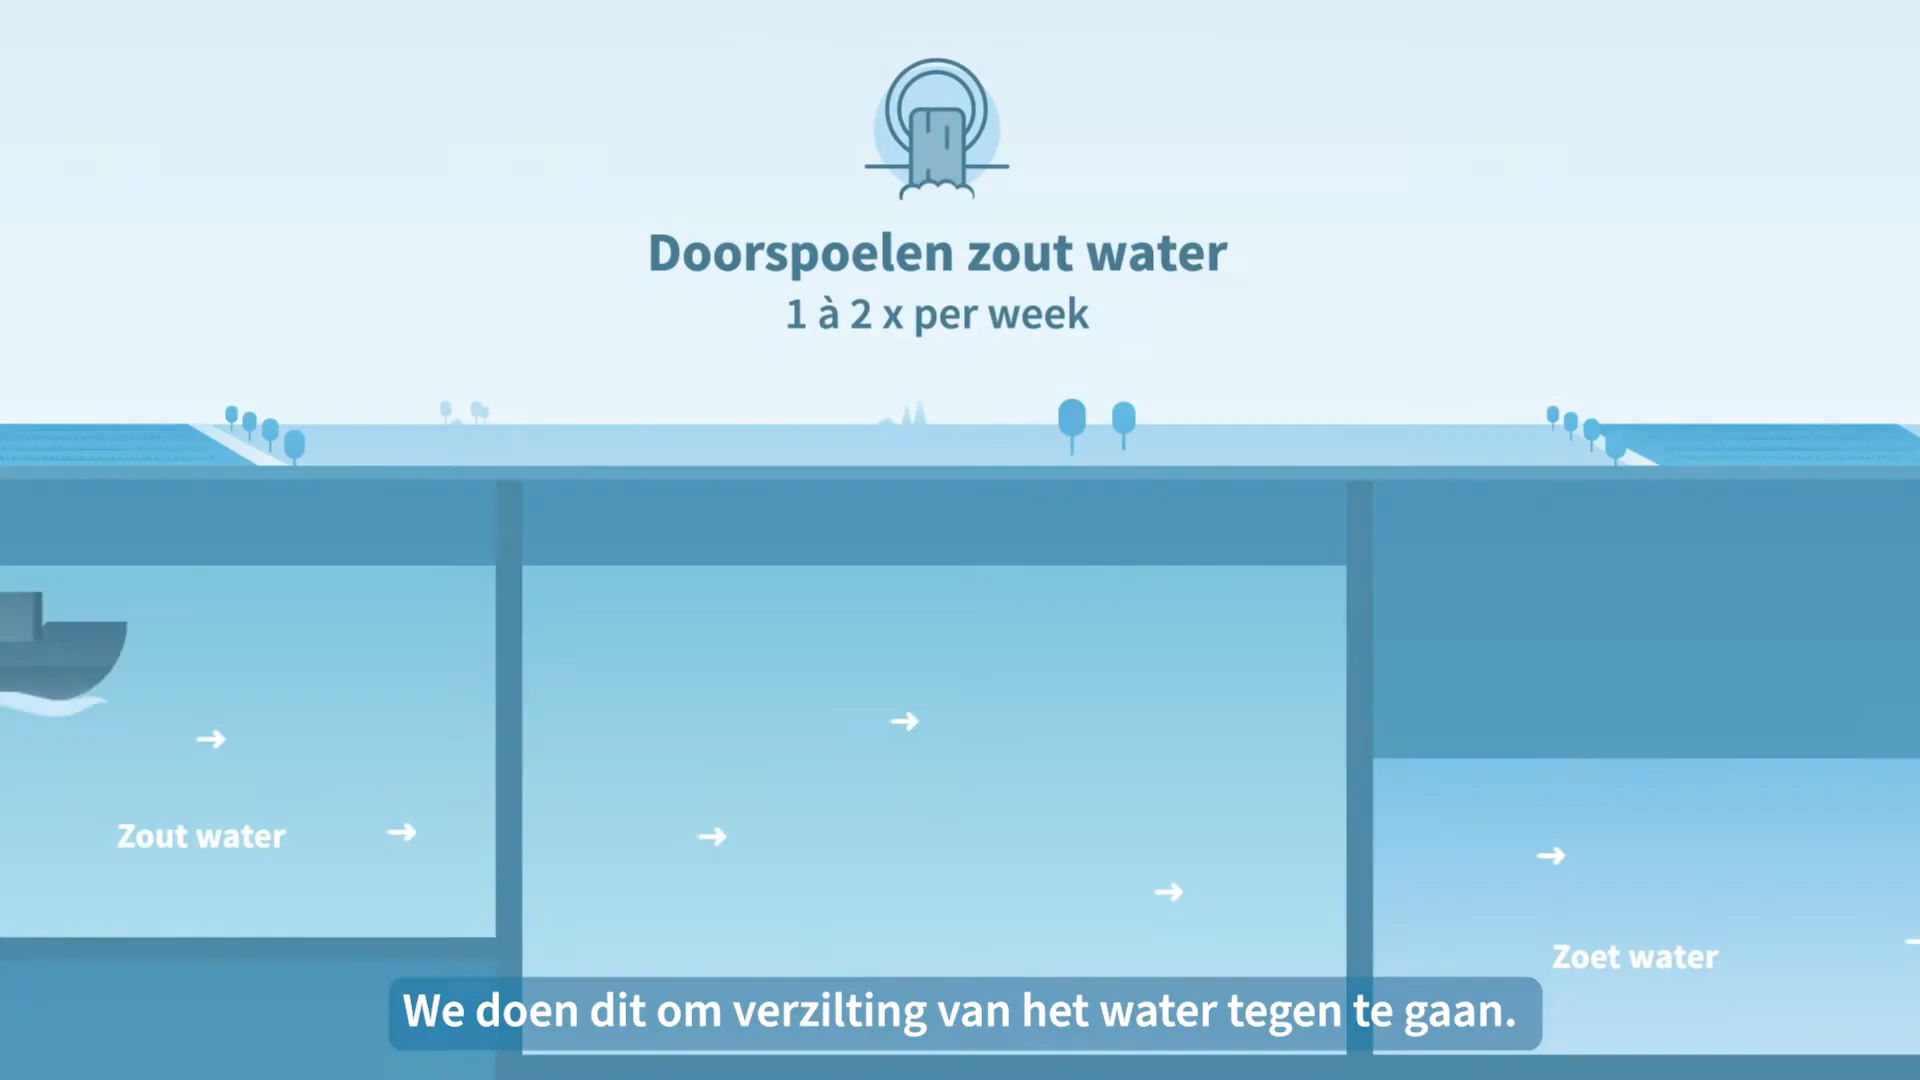 Doorspoelen zout water
1 à 2 x per week
Zout water
Zoet water
We doen dit om verzilting van het water tegen te gaan.